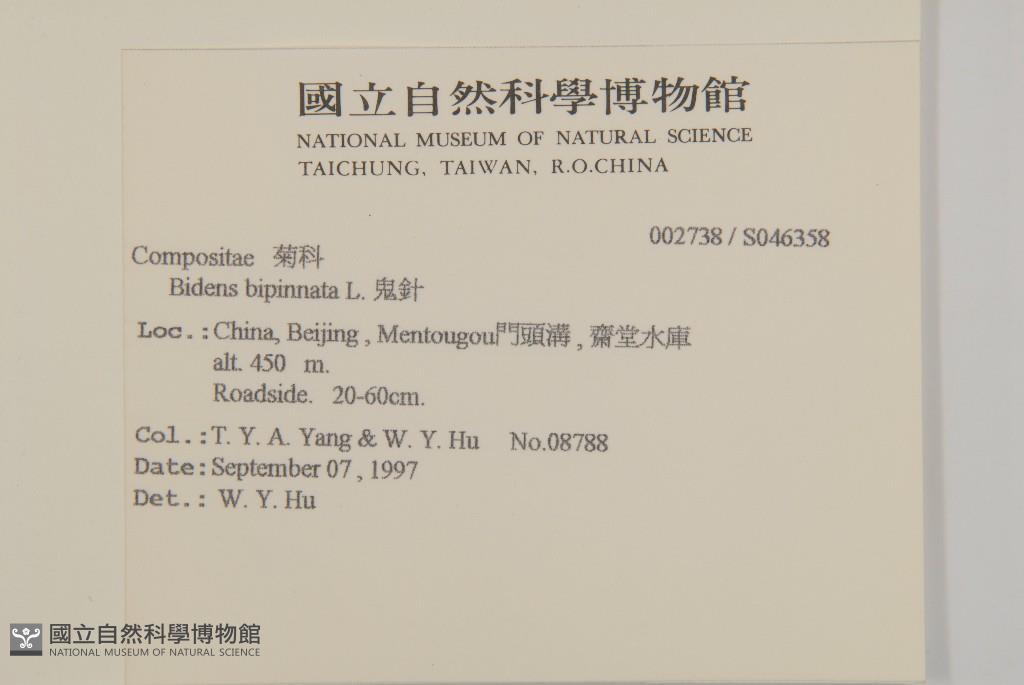 國立自然科學博物館
NATIONAL MUSEUM OF NATURAL SCIENCE
TAICHUNG, TAIWAN, R.O.CHINA
002738 / S046358
Compositae 菊科
Bidens bipinnata L. 鬼針
Loc.:China, Beijing , Mentougou門頭溝 , 齋堂水庫
alt. 450 m.
Roadside. 20-60cm.
Col.:T. Y. A. Yang & W. Y. Hu No.08788
Date:September 07 , 1997
Det.: W. Y. Hu
國立自然科學博物館
NATIONAL MUSEUM OF NATURAL SCIENCE